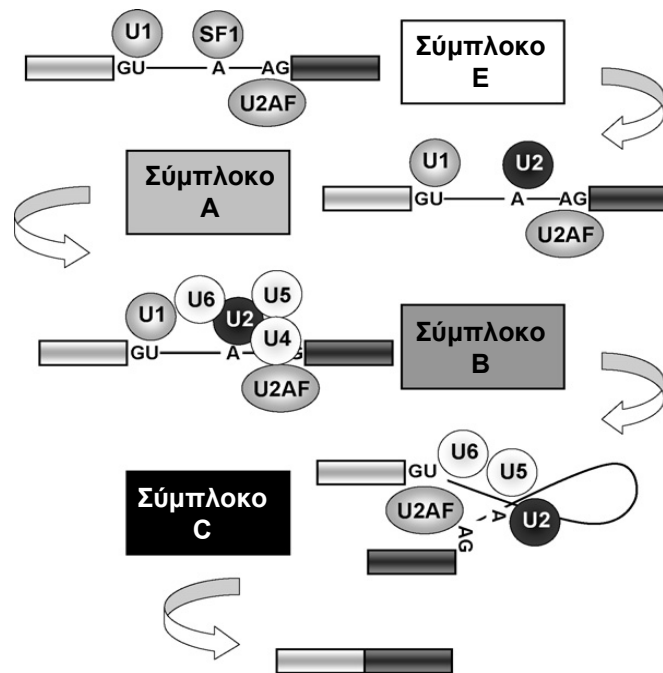 U1 SF1
GU A AG
U2AF
Σύμπλοκο
E
U1 U2
GU A AG
U2AF
Σύμπλοκο
A
U6 U5
U1 U2
U4
GU A G
U2AF
Σύμπλοκο
B
U6
GU U5
U2AF A U2
AG
Σύμπλοκο
C